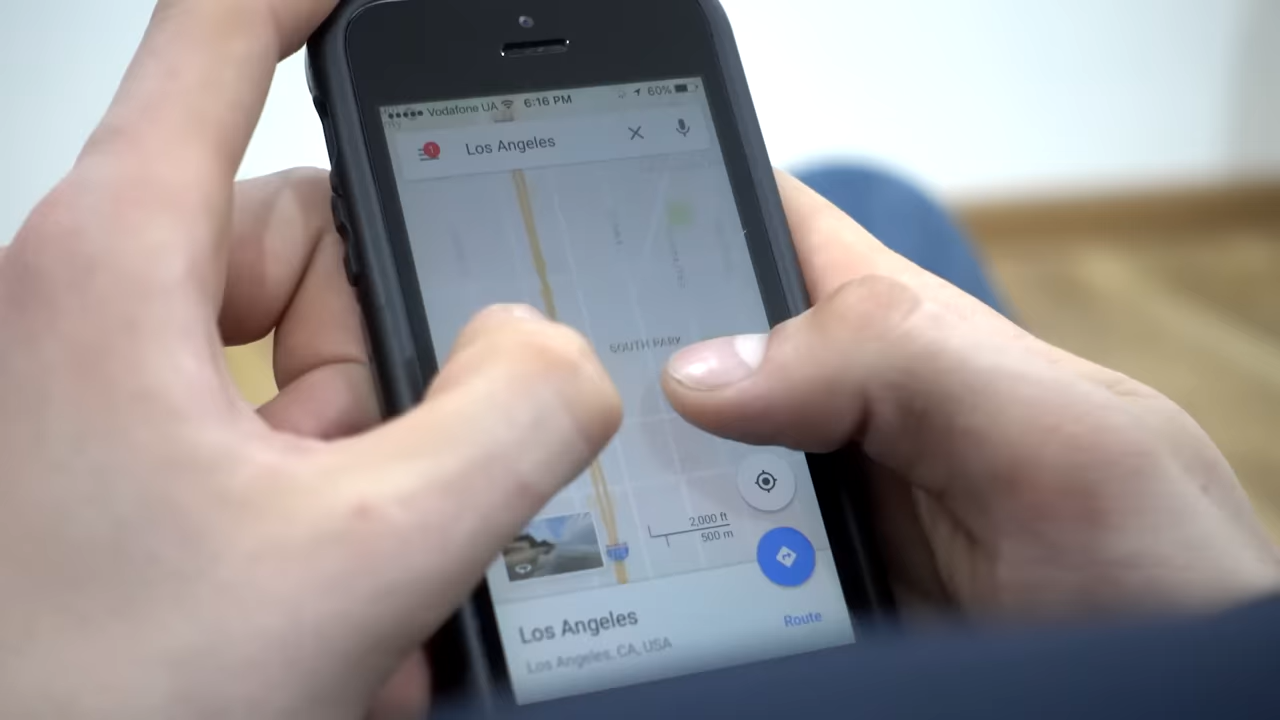 Vodafone UA 6:16 PM 60%
1
Los Angeles
SOUTH PARK
2,000 ft
500 m
Los Angeles
Route
Los Angeles, CA, USA